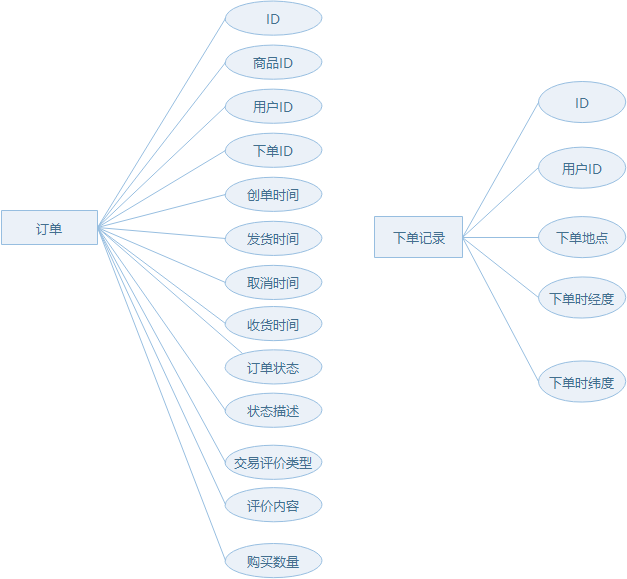 订单
ID
商品ID
用户ID
下单ID
创单时间
发货时间
取消时间
收货时间
订单状态
状态描述
交易评价类型
评价内容
购买数量
下单记录
ID
用户ID
下单地点
下单时经度
下单时纬度